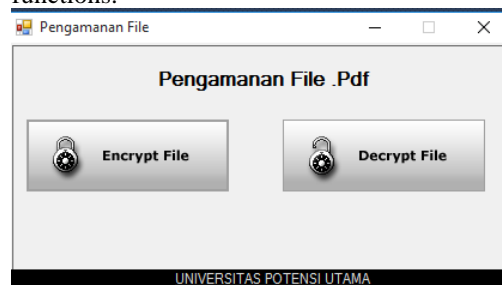 functions.
Pengamanan File
Pengamanan File .Pdf
Encrypt File
Decrypt File
UNIVERSITAS POTENSI UTAMA